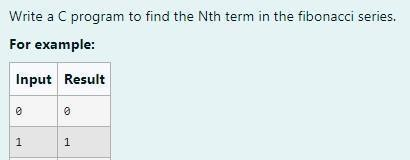 Write a C program to find the Nth term in the fibonacci series.
For example:
Input Result
0 0
1 1